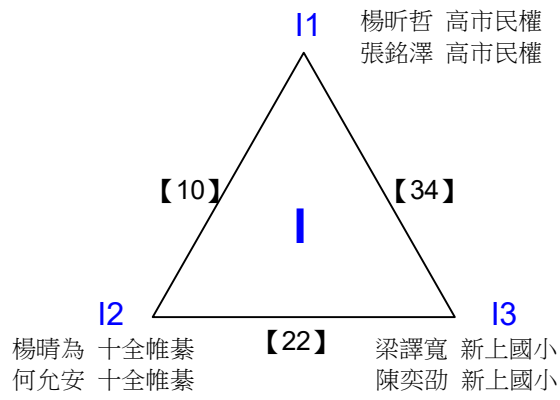 I1
楊昕哲 高市民權
張銘澤 高市民權
【10】
【34】
I
I2
I3
【22】
楊晴為 十全帷綦
何允安 十全帷綦
梁譯寬 新上國小
陳奕劭 新上國小